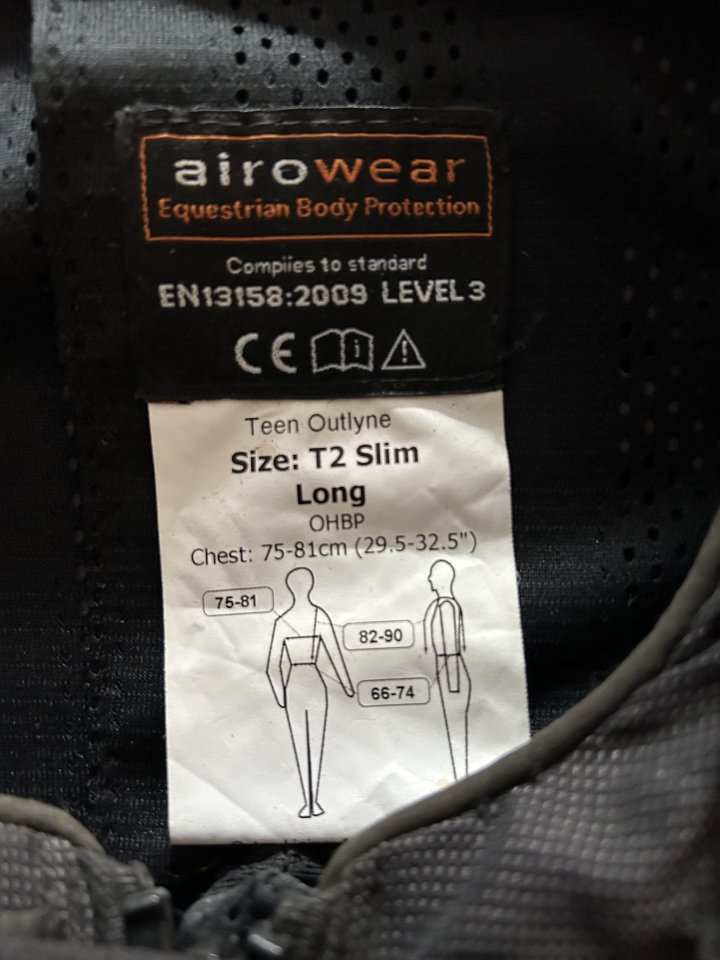 airowear
Equestrian Body Protection
Complies to standard
EN13158:2009 LEVEL 3
CE
Teen Outlyne
Size: T2 Slim
Long
OHBP
Chest: 75-81cm (29.5-32.5")
75-81
82-90
66-74